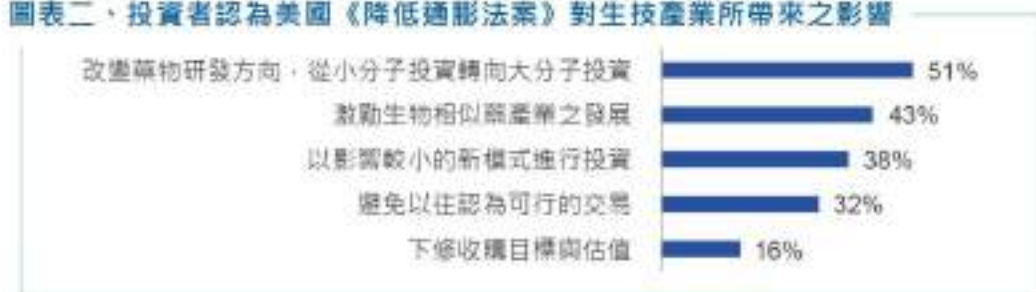 圖表二、投資者認為美國《降低通膨法案》對生技產業所帶來之影響
改變藥物研發方向，從小分子投資轉向大分子投資 51%
激勵生物相似藥產業之發展 43%
以影響較小的新模式進行投資 38%
避免以往認為可行的交易 32%
下修收購目標與估值 16%